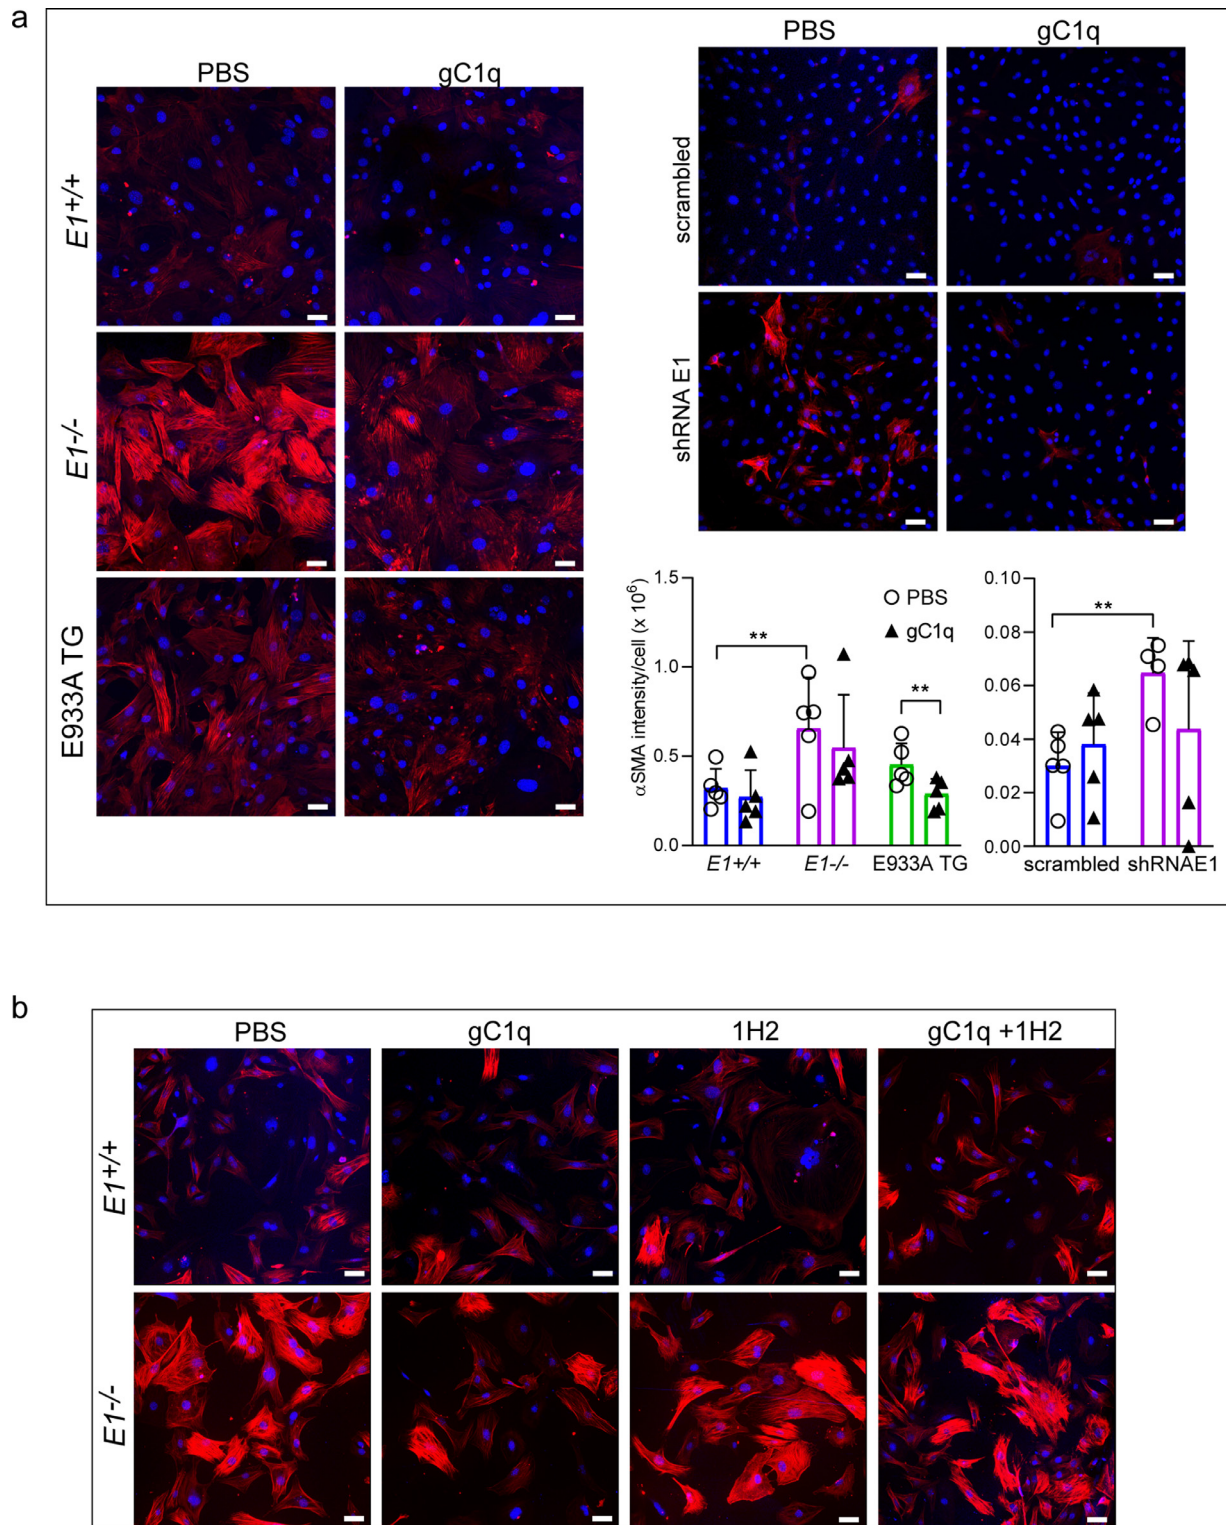 a
PBS gC1q
E1+/+
E1-/-
E933A TG
PBS gC1q
scrambled
shRNA E1
αSMA intensity/cell (x 10⁶)
1.5
1.0
0.5
0.0
**
**
PBS
gC1q
E1+/+ E1-/- E933A TG
0.10
0.08
0.06
0.04
0.02
0.00
**
scrambled shRNAE1
b
PBS gC1q 1H2 gC1q +1H2
E1+/+
E1-/-